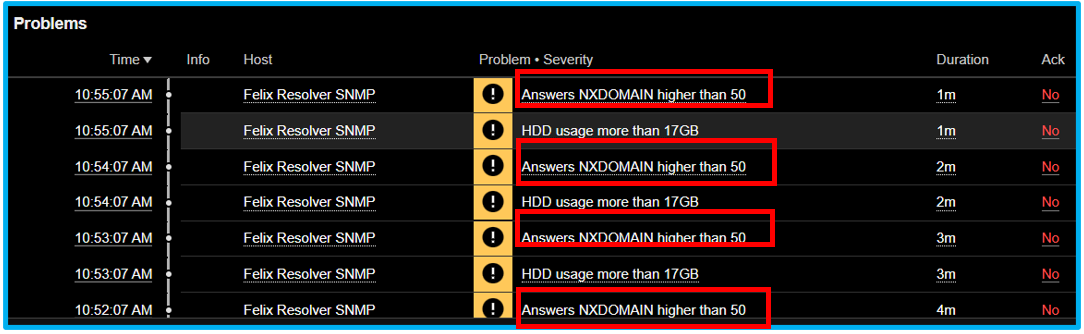 Problems
Time▼ Info Host Problem • Severity Duration Ack
10:55:07 AM Felix Resolver SNMP Answers NXDOMAIN higher than 50 1m No
10:55:07 AM Felix Resolver SNMP HDD usage more than 17GB 1m No
10:54:07 AM Felix Resolver SNMP Answers NXDOMAIN higher than 50 2m No
10:54:07 AM Felix Resolver SNMP HDD usage more than 17GB 2m No
10:53:07 AM Felix Resolver SNMP Answers NXDOMAIN higher than 50 3m No
10:53:07 AM Felix Resolver SNMP HDD usage more than 17GB 3m No
10:52:07 AM Felix Resolver SNMP Answers NXDOMAIN higher than 50 4m No